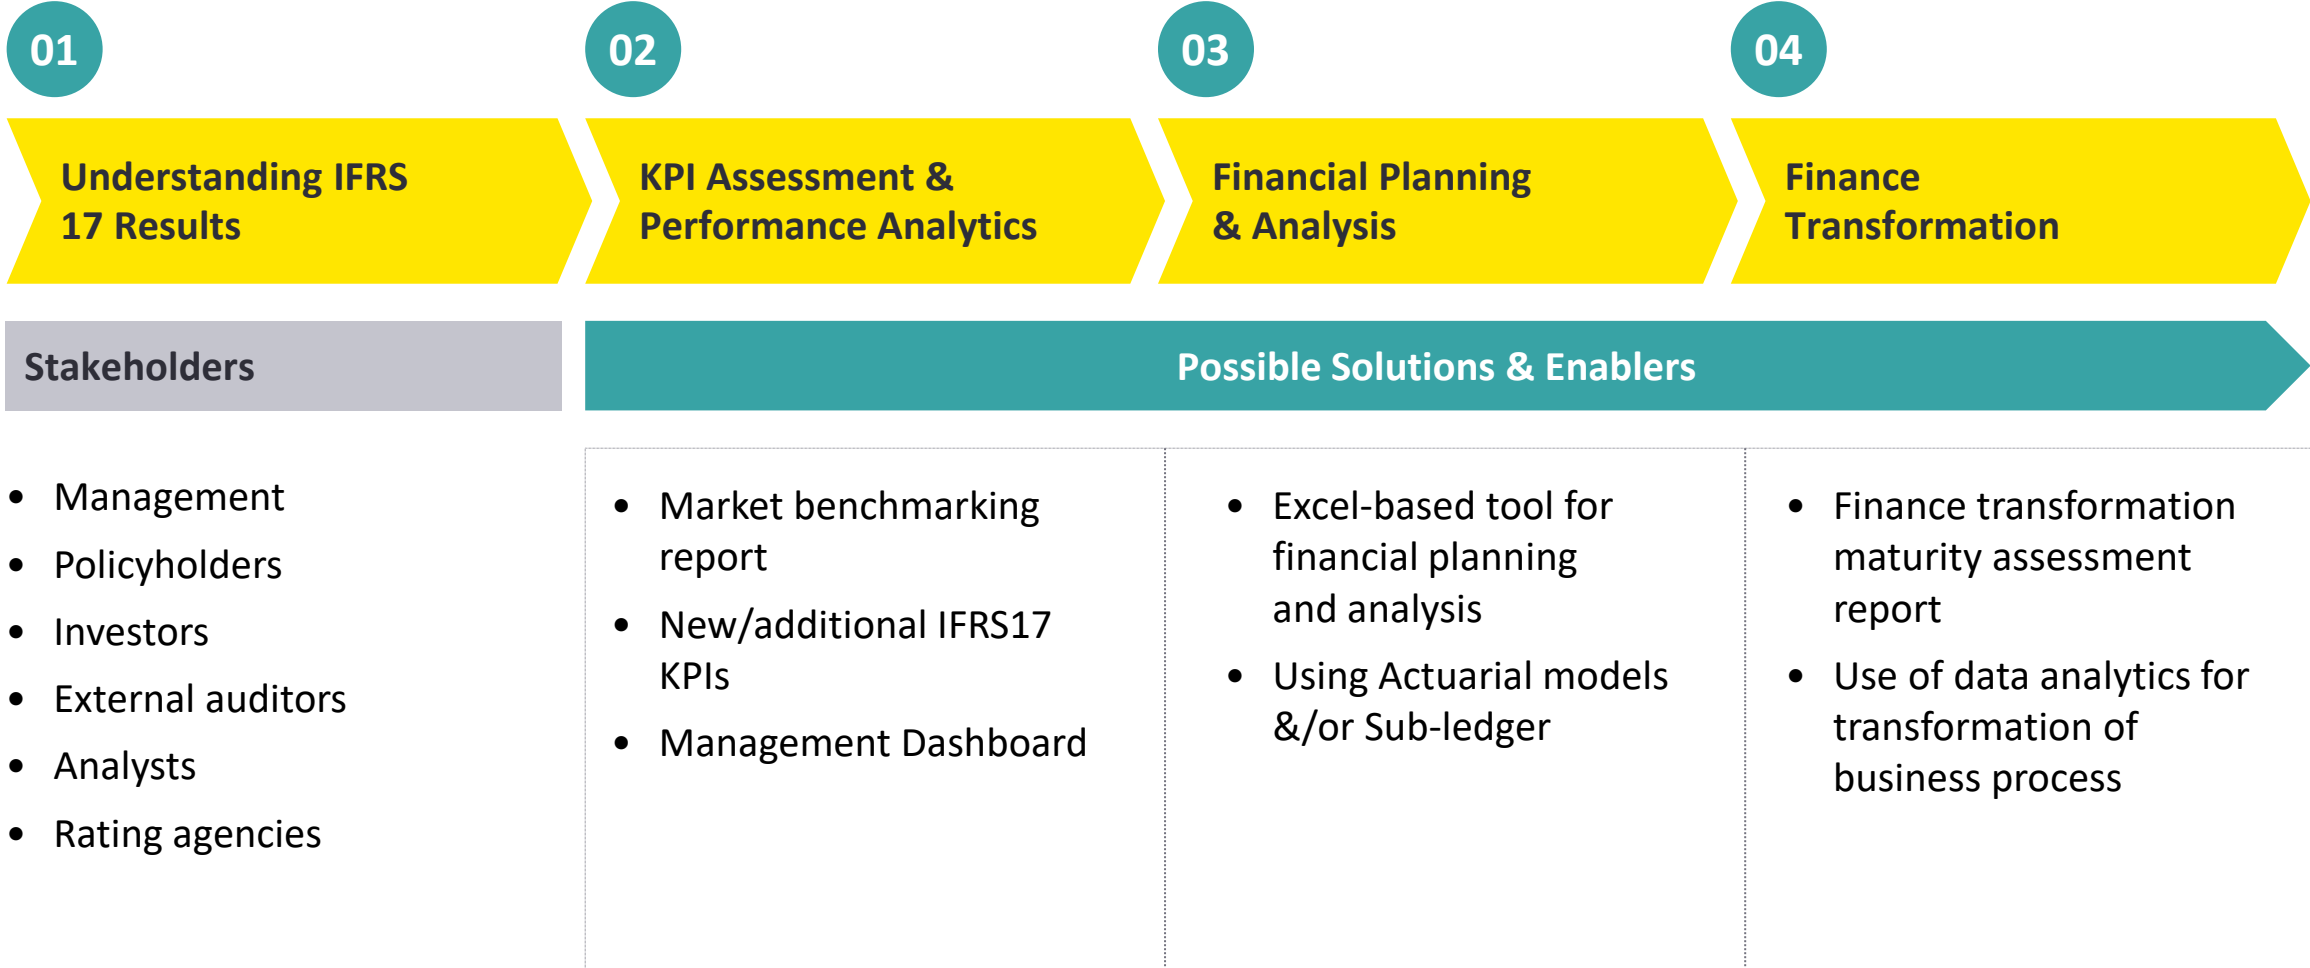 01
Understanding IFRS
17 Results
02
KPI Assessment &
Performance Analytics
03
Financial Planning
& Analysis
04
Finance
Transformation
Stakeholders
Possible Solutions & Enablers
• Management
• Policyholders
• Investors
• External auditors
• Analysts
• Rating agencies
• Market benchmarking
report
• New/additional IFRS17
KPIs
• Management Dashboard
• Excel-based tool for
financial planning
and analysis
• Using Actuarial models
&/or Sub-ledger
• Finance transformation
maturity assessment
report
• Use of data analytics for
transformation of
business process